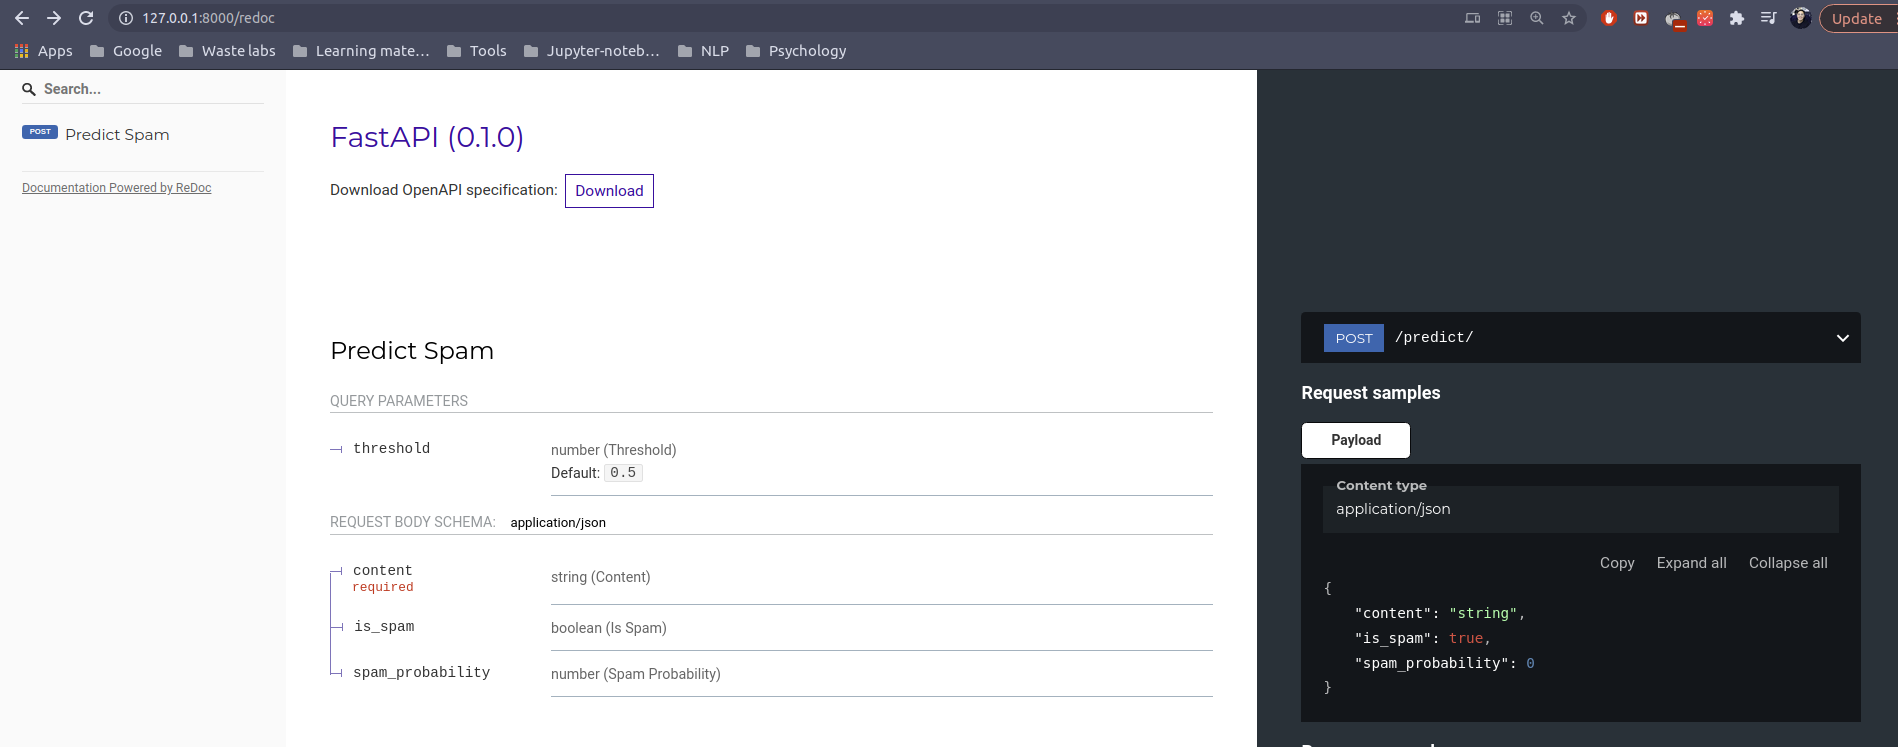 127.0.0.1:8000/redoc
Update
Apps Google Waste labs Learning mate... Tools Jupyter-noteb... NLP Psychology
Search...
POST Predict Spam
Documentation Powered by ReDoc
FastAPI (0.1.0)
Download OpenAPI specification: Download
Predict Spam
QUERY PARAMETERS
threshold number (Threshold)
Default: 0.5
REQUEST BODY SCHEMA: application/json
content string (Content)
required
is_spam boolean (Is Spam)
spam_probability number (Spam Probability)
POST /predict/
Request samples
Payload
Content type
application/json
Copy Expand all Collapse all
{
"content": "string",
"is_spam": true,
"spam_probability": 0
}